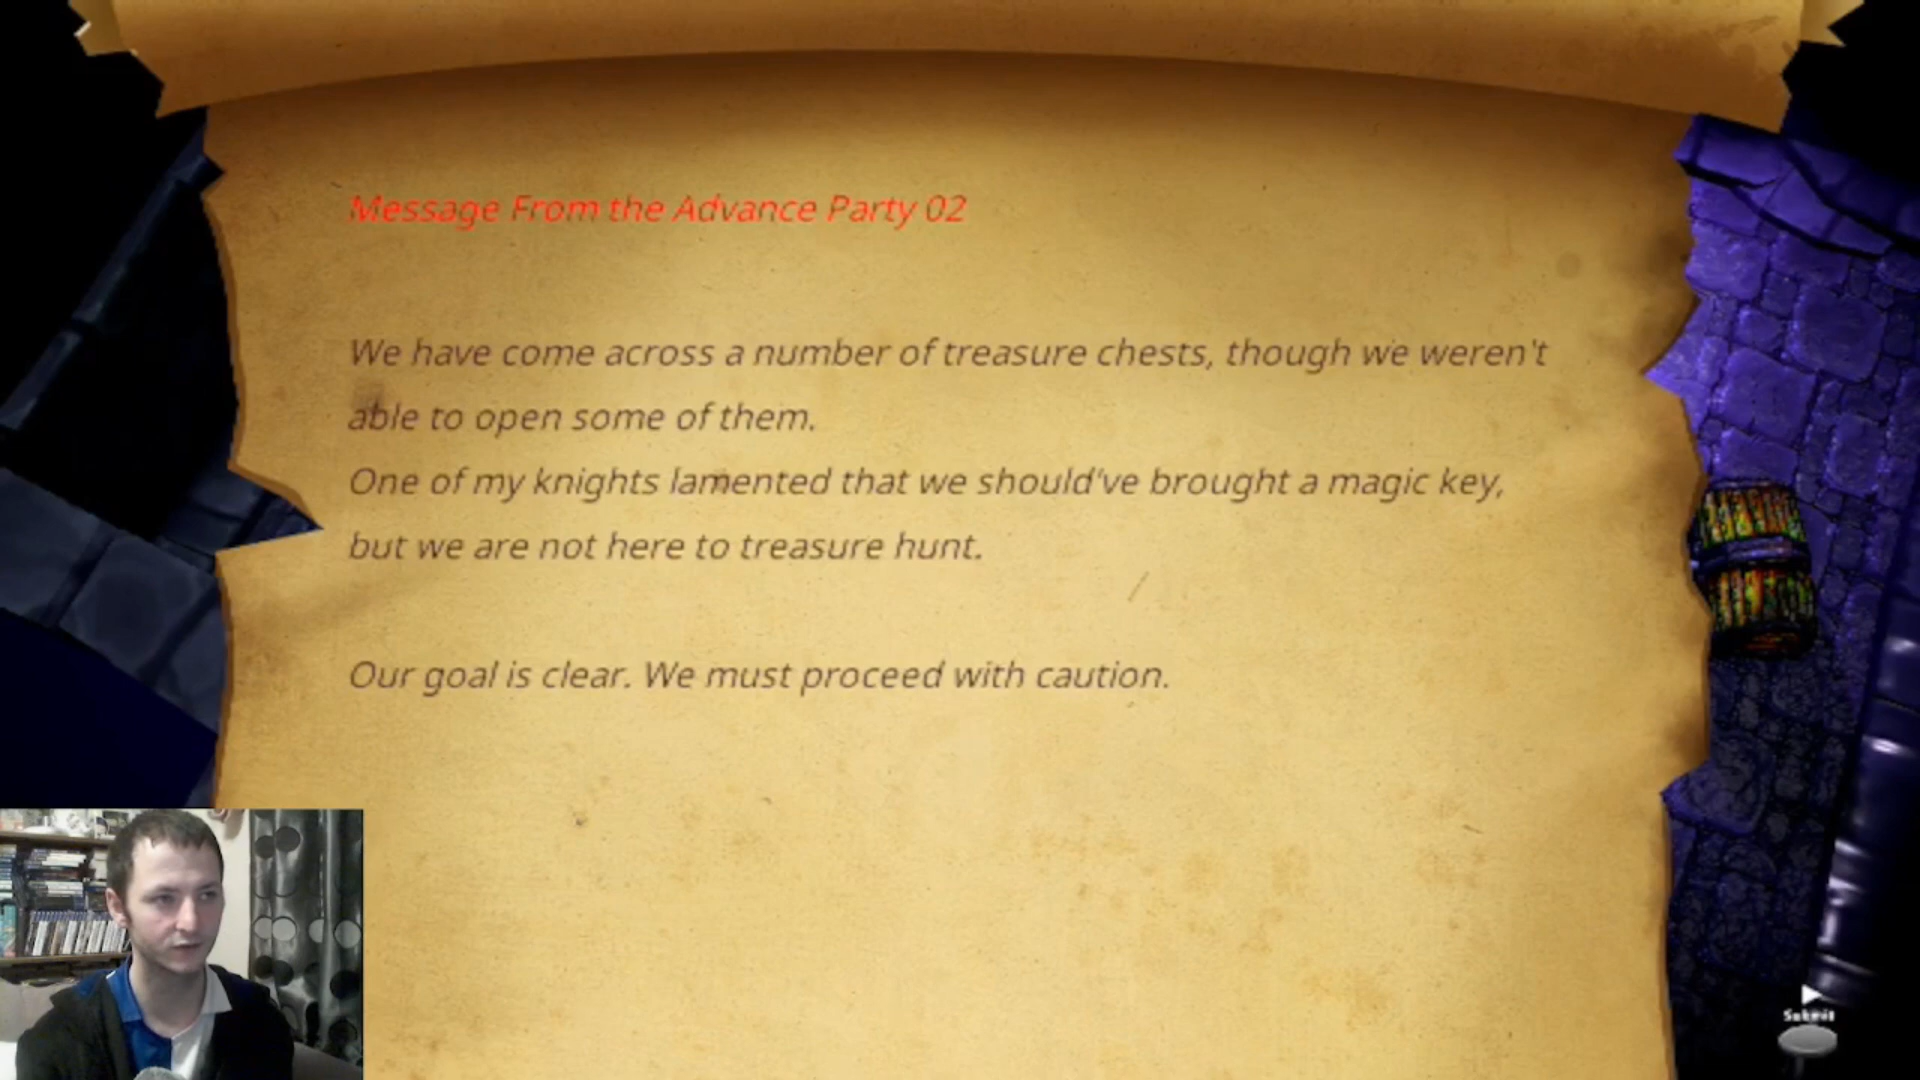 Message From the Advance Party 02
We have come across a number of treasure chests, though we weren't
able to open some of them.
One of my knights lamented that we should've brought a magic key,
but we are not here to treasure hunt.
Our goal is clear. We must proceed with caution.
Submit